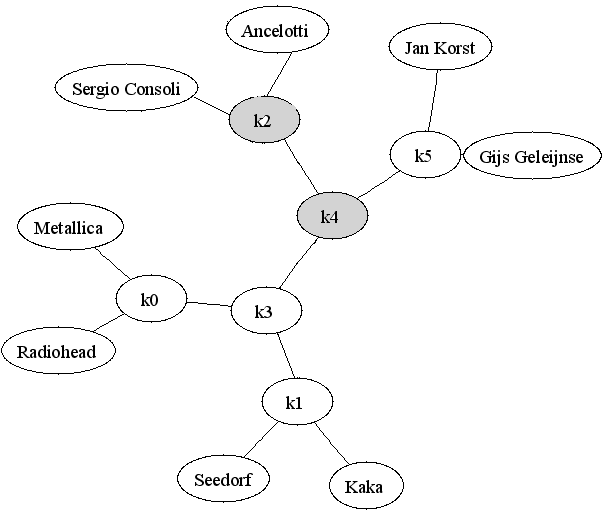 Ancelotti
Jan Korst
Sergio Consoli
k2
k5
Gijs Geleijnse
k4
Metallica
k0
k3
Radiohead
k1
Seedorf
Kaka